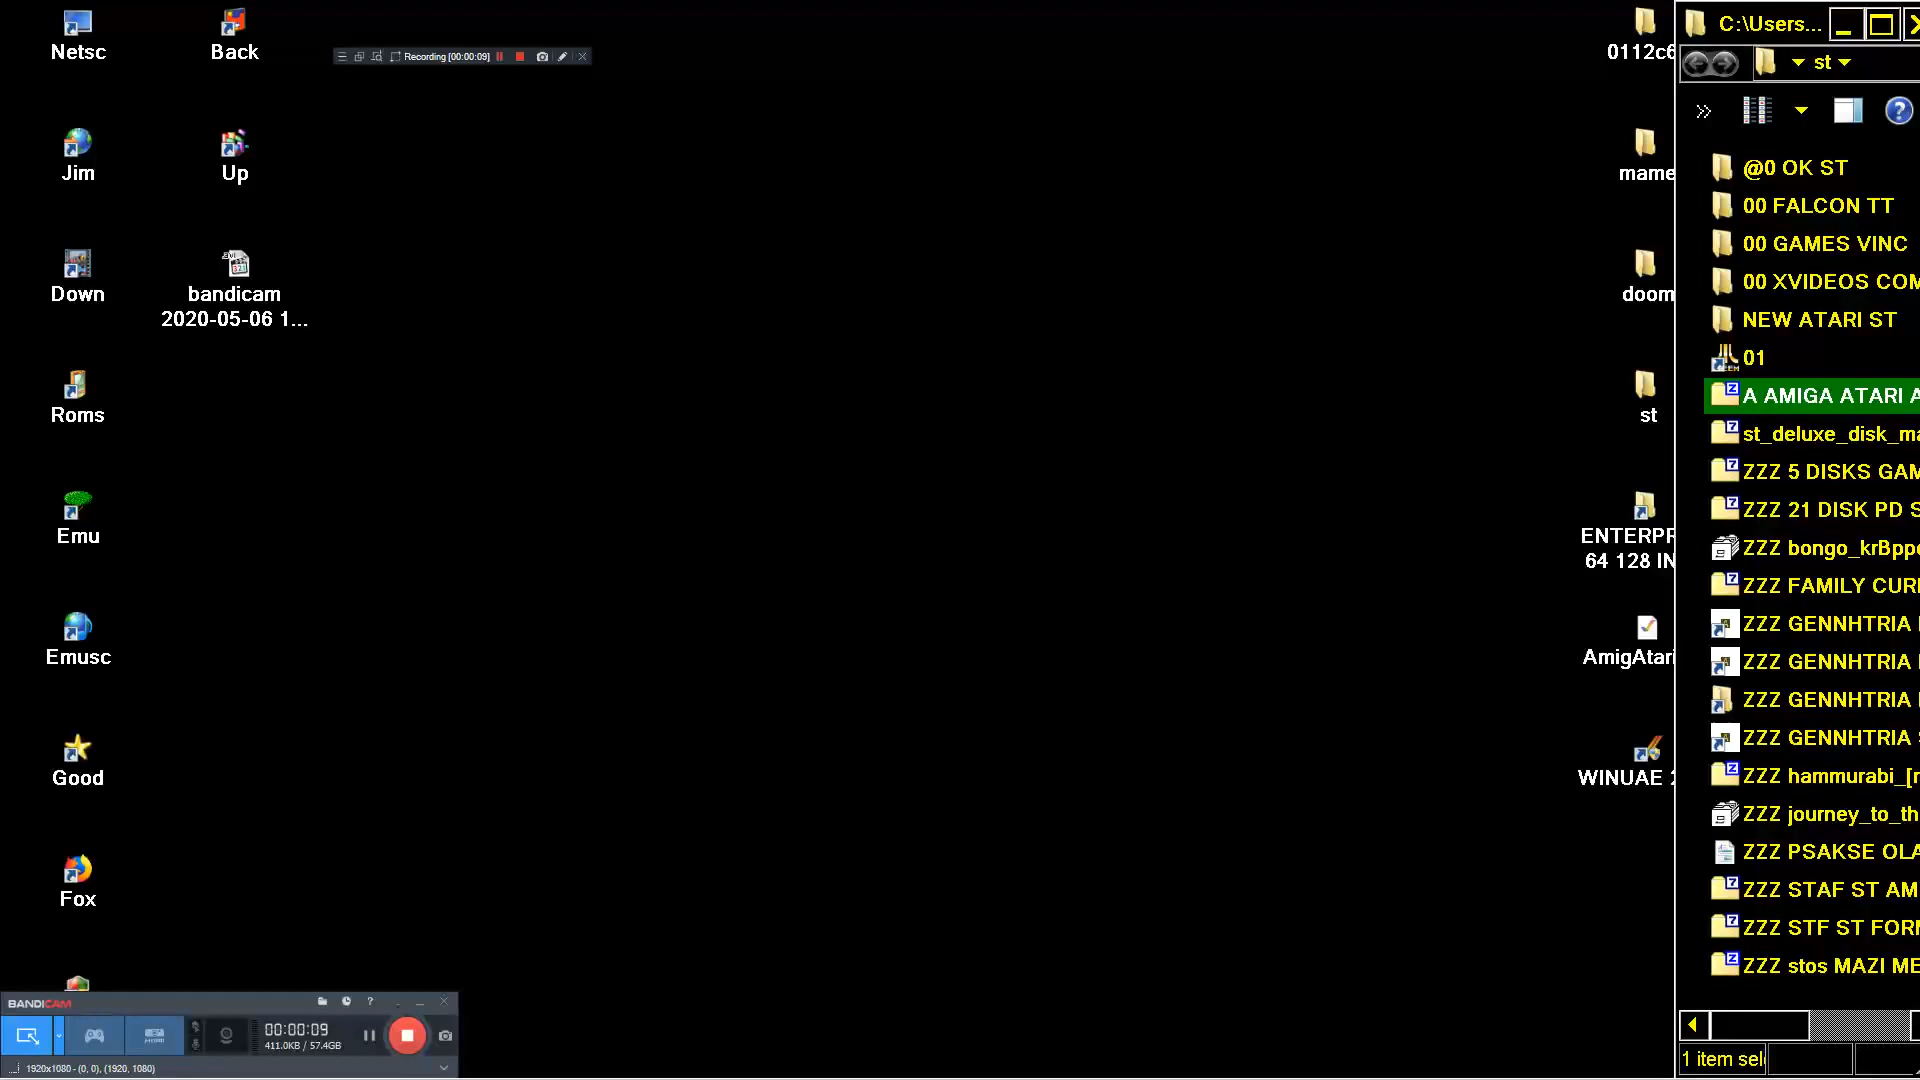 Netsc
Back
Recording [00:00:09]
0112c6
C:\Users...
st
Jim
Up
mame
@0 OK ST
00 FALCON TT
00 GAMES VINC
00 XVIDEOS COM
NEW ATARI ST
01
A AMIGA ATARI A
st_deluxe_disk_ma
ZZZ 5 DISKS GAM
ZZZ 21 DISK PD S
ZZZ bongo_krBpp
ZZZ FAMILY CUR
ZZZ GENNHTRIA
ZZZ GENNHTRIA
ZZZ GENNHTRIA
ZZZ GENNHTRIA
ZZZ hammurabi_[r
ZZZ journey_to_th
ZZZ PSAKSE OLA
ZZZ STAF ST AM
ZZZ STF ST FOR
ZZZ stos MAZI ME
1 item sel
Down
bandicam
2020-05-06 1...
doom
Roms
st
Emu
ENTERPR
64 128 IN
Emusc
AmigAtari
Good
WINUAE 2
Fox
BANDICAM
00:00:09
411.0KB / 57.4GB
1920x1080 - (0, 0), (1920, 1080)